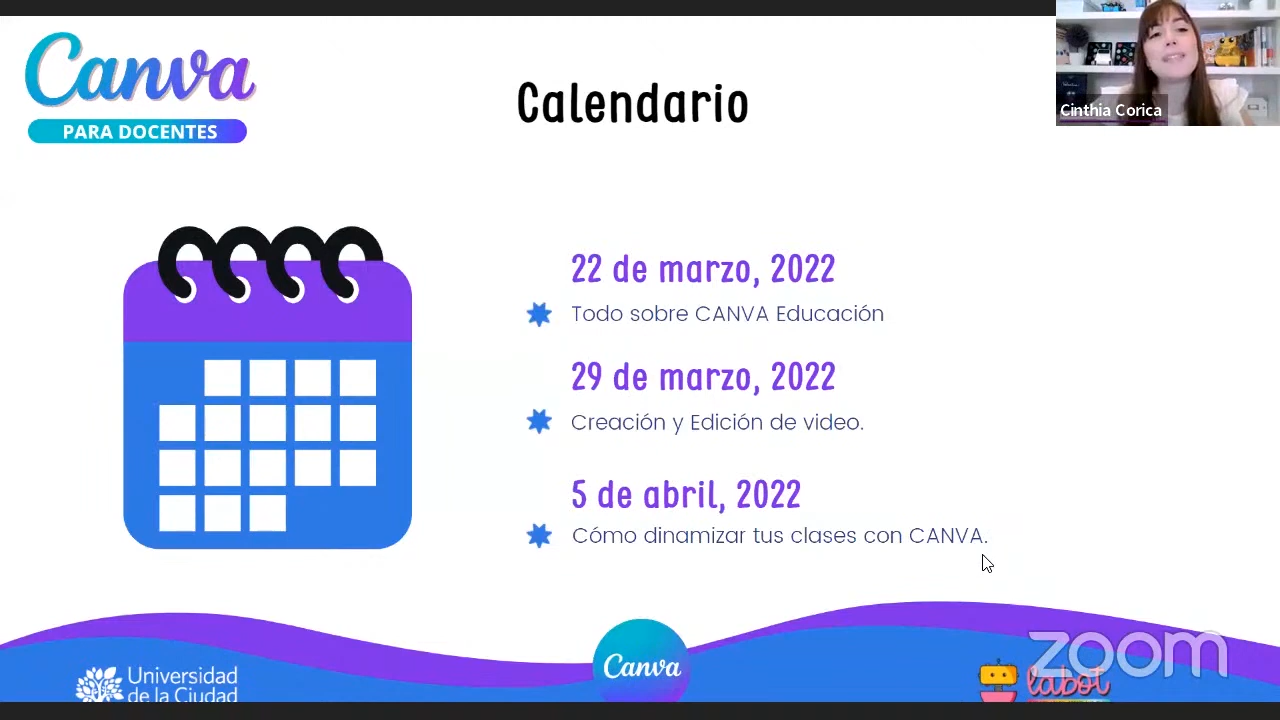 Canva
PARA DOCENTES
Calendario
Cinthia Corica
22 de marzo, 2022
Todo sobre CANVA Educación
29 de marzo, 2022
Creación y Edición de video.
5 de abril, 2022
Cómo dinamizar tus clases con CANVA.
Universidad
de la Ciudad
Canva
labot
zoom